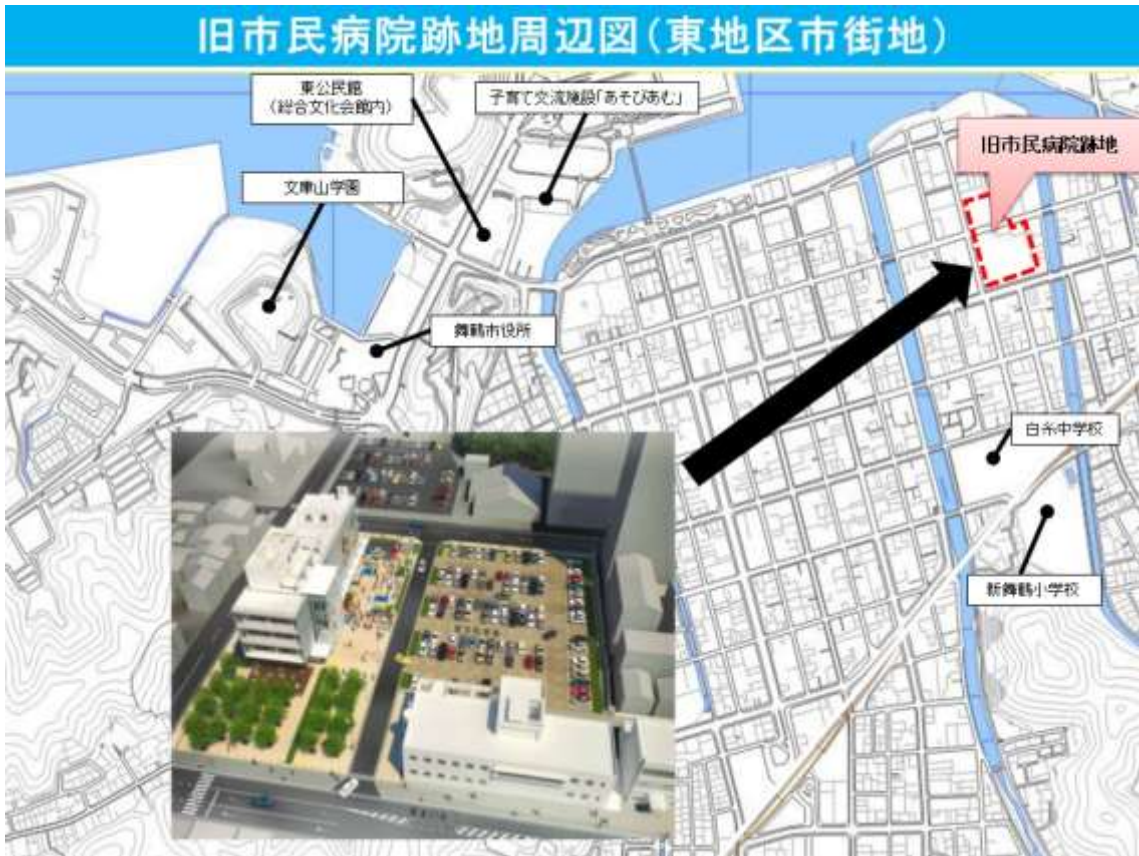 旧市民病院跡地周辺図(東地区市街地)
東公民館
(総合文化会館内)
子育て交流施設「あそびあむ」
旧市民病院跡地
文庫山学園
舞鶴市役所
白糸中学校
新舞鶴小学校